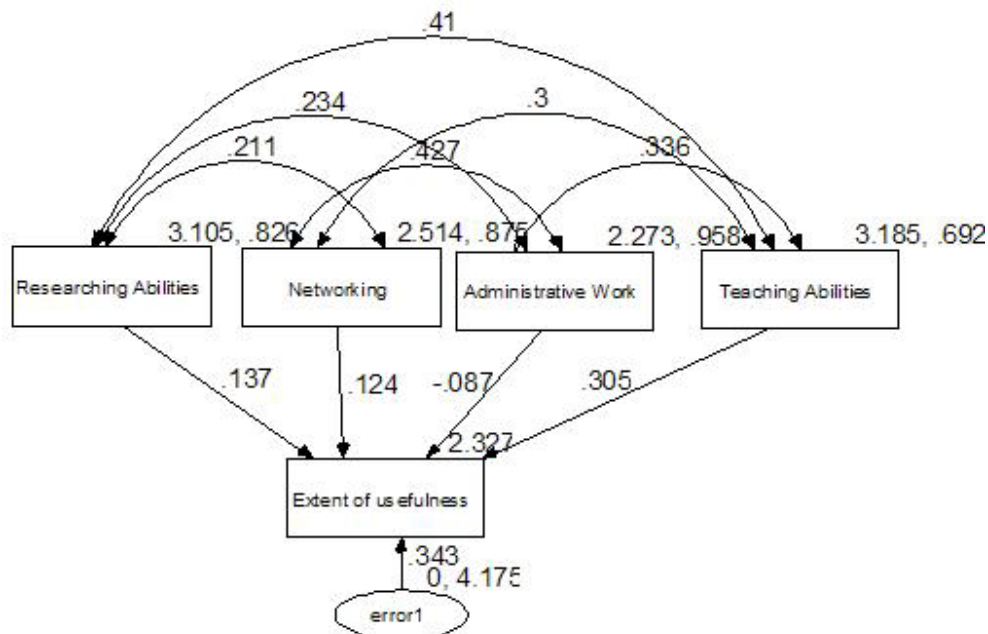 .41
.234
.3
.211
.427
.336
3.105, .826
2.514, .875
2.273, .958
3.185, .692
Researching Abilities
Networking
Administrative Work
Teaching Abilities
.137
.124
-.087
.305
2.327
Extent of usefulness
.343
0, 4.175
error1